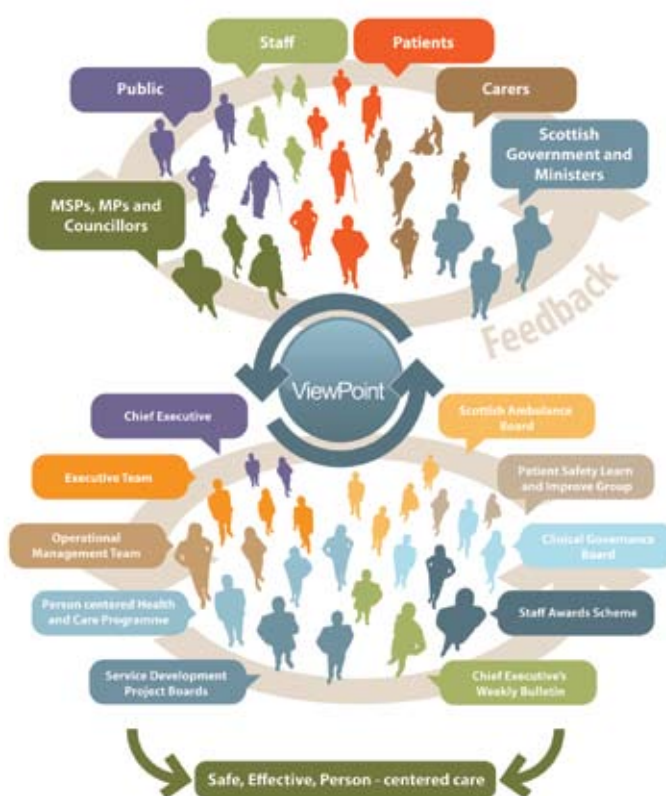 Staff
Patients
Public
Carers
Scottish
Government and
Ministers
MSPs, MPs and
Councillors
Feedback
ViewPoint
Chief Executive
Scottish Ambulance
Board
Executive Team
Patient Safety Learn
and Improve Group
Operational
Management Team
Clinical Governance
Board
Person centered Health
and Care Programme
Staff Awards Scheme
Service Development
Project Boards
Chief Executive's
Weekly Bulletin
Safe, Effective, Person - centered care